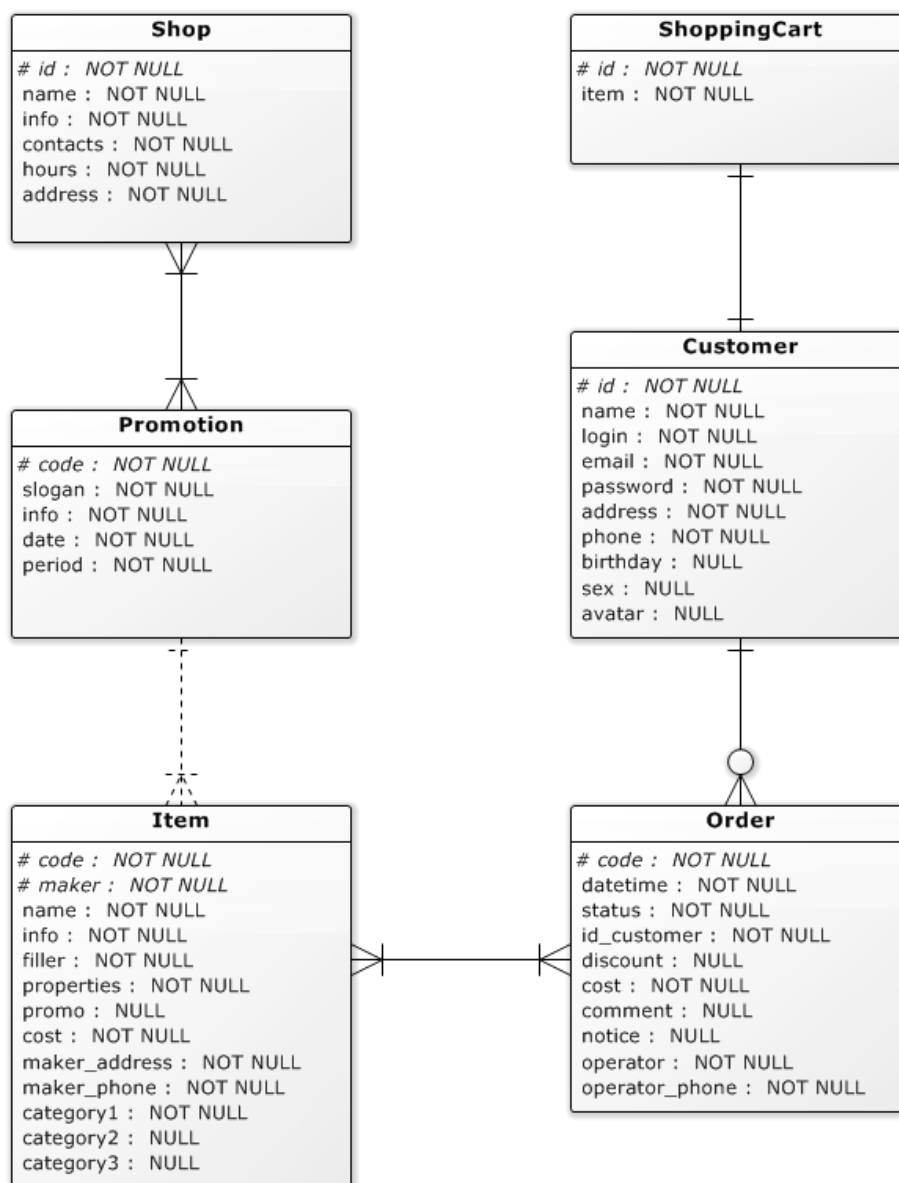 Shop
# id : NOT NULL
name : NOT NULL
info : NOT NULL
contacts : NOT NULL
hours : NOT NULL
address : NOT NULL
ShoppingCart
# id : NOT NULL
item : NOT NULL
Promotion
# code : NOT NULL
slogan : NOT NULL
info : NOT NULL
date : NOT NULL
period : NOT NULL
Customer
# id : NOT NULL
name : NOT NULL
login : NOT NULL
email : NOT NULL
password : NOT NULL
address : NOT NULL
phone : NOT NULL
birthday : NULL
sex : NULL
avatar : NULL
Item
# code : NOT NULL
# maker : NOT NULL
name : NOT NULL
info : NOT NULL
filler : NOT NULL
properties : NOT NULL
promo : NULL
cost : NOT NULL
maker_address : NOT NULL
maker_phone : NOT NULL
category1 : NOT NULL
category2 : NULL
category3 : NULL
Order
# code : NOT NULL
datetime : NOT NULL
status : NOT NULL
id_customer : NOT NULL
discount : NULL
cost : NOT NULL
comment : NULL
notice : NULL
operator : NOT NULL
operator_phone : NOT NULL